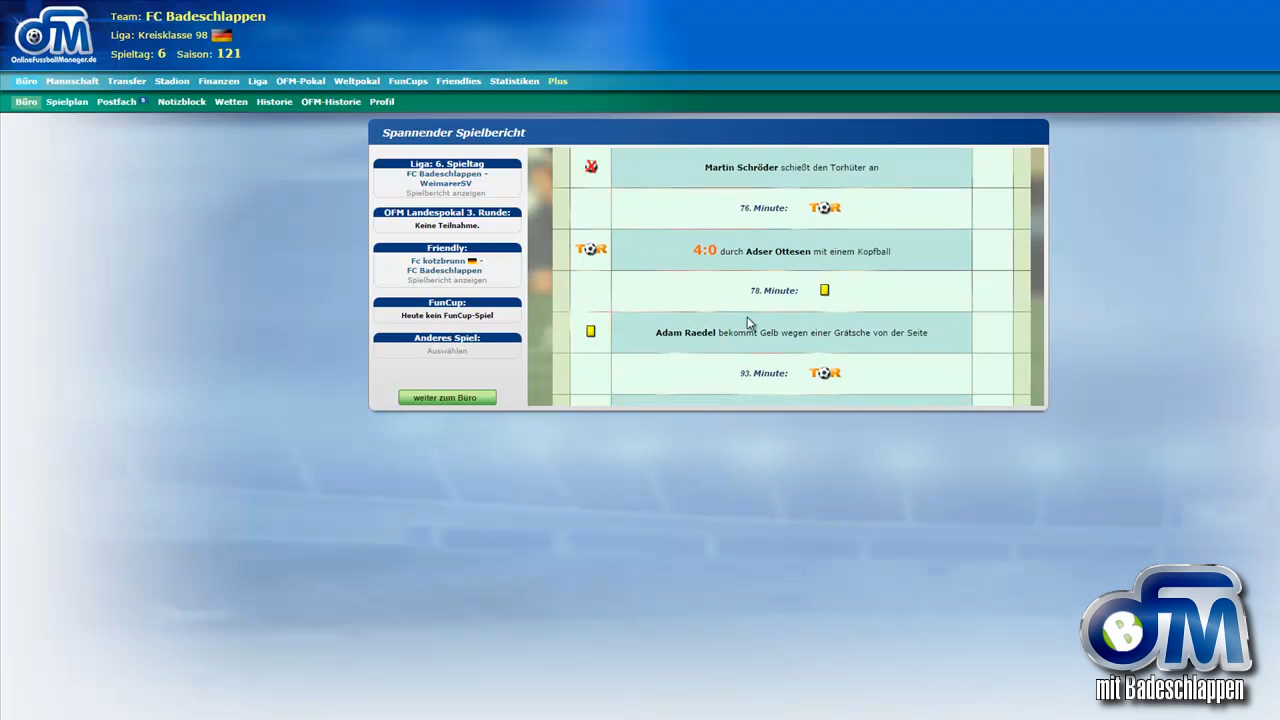 OFM
OnlineFussballManager.de
Team: FC Badeschlappen
Liga: Kreisklasse 98
Spieltag: 6 Saison: 121
Büro Mannschaft Transfer Stadion Finanzen Liga OFM-Pokal Weltpokal FunCups Friendlies Statistiken Plus
Büro Spielplan Postfach Notizblock Wetten Historie OFM-Historie Profil
Spannender Spielbericht
Liga: 6. Spieltag
FC Badeschlappen -
WeimarerSV
Spielbericht anzeigen
OFM Landespokal 3. Runde:
Keine Teilnahme.
Friendly:
Fc kotzbrunn -
FC Badeschlappen
Spielbericht anzeigen
FunCup:
Heute kein FunCup-Spiel
Anderes Spiel:
Auswählen
weiter zum Büro
Martin Schröder schießt den Torhüter an
76. Minute: TOR
TOR 4:0 durch Adser Ottesen mit einem Kopfball
78. Minute:
Adam Raedel bekommt Gelb wegen einer Grätsche von der Seite
93. Minute: TOR
B
OFM
mit Badeschlappen